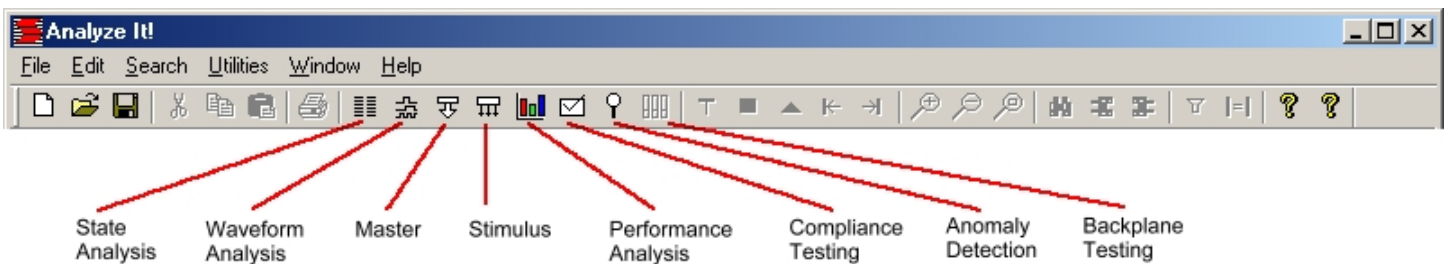 Analyze It!
File Edit Search Utilities Window Help
State Analysis
Waveform Analysis
Master
Stimulus
Performance Analysis
Compliance Testing
Anomaly Detection
Backplane Testing